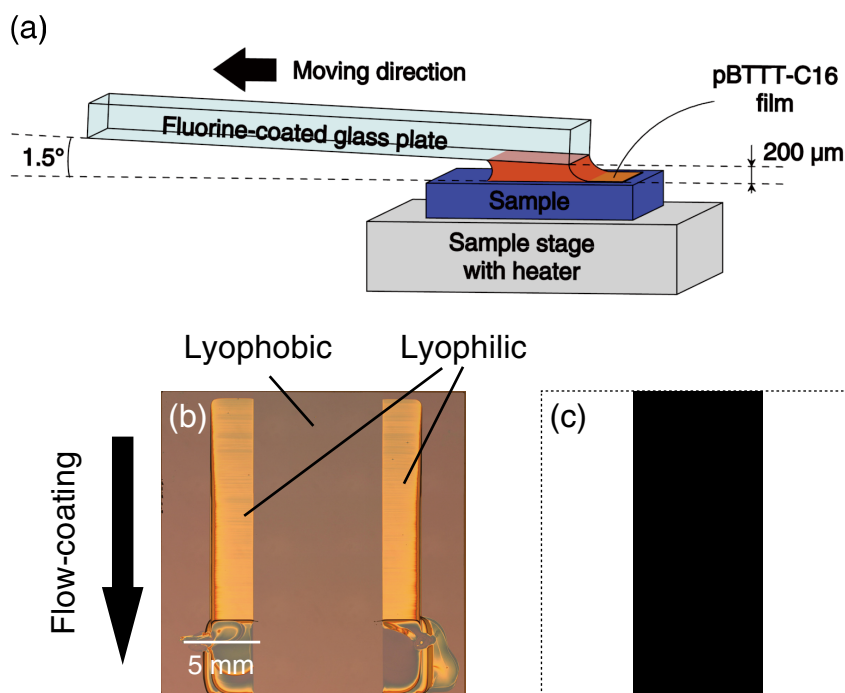 (a)
Moving direction
pBTTT-C16
film
Fluorine-coated glass plate
1.5°
200 μm
Sample
Sample stage
with heater
Lyophobic
Lyophilic
(b)
(c)
Flow-coating
5 mm